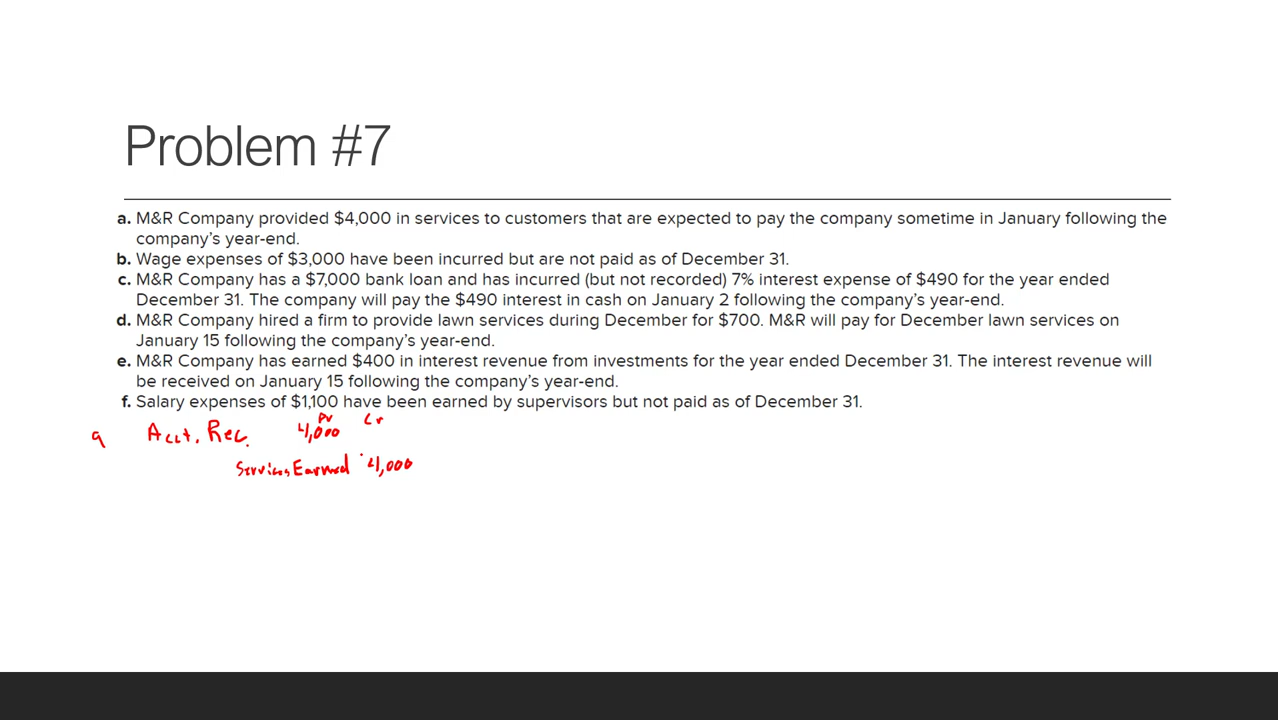 Problem #7
a. M&R Company provided $4,000 in services to customers that are expected to pay the company sometime in January following the
company's year-end.
b. Wage expenses of $3,000 have been incurred but are not paid as of December 31.
c. M&R Company has a $7,000 bank loan and has incurred (but not recorded) 7% interest expense of $490 for the year ended
December 31. The company will pay the $490 interest in cash on January 2 following the company's year-end.
d. M&R Company hired a firm to provide lawn services during December for $700. M&R will pay for December lawn services on
January 15 following the company's year-end.
e. M&R Company has earned $400 in interest revenue from investments for the year ended December 31. The interest revenue will
be received on January 15 following the company's year-end.
f. Salary expenses of $1,100 have been earned by supervisors but not paid as of December 31.
Dr Cr
a Acct. Rec. 4,000
Services Earned 4,000